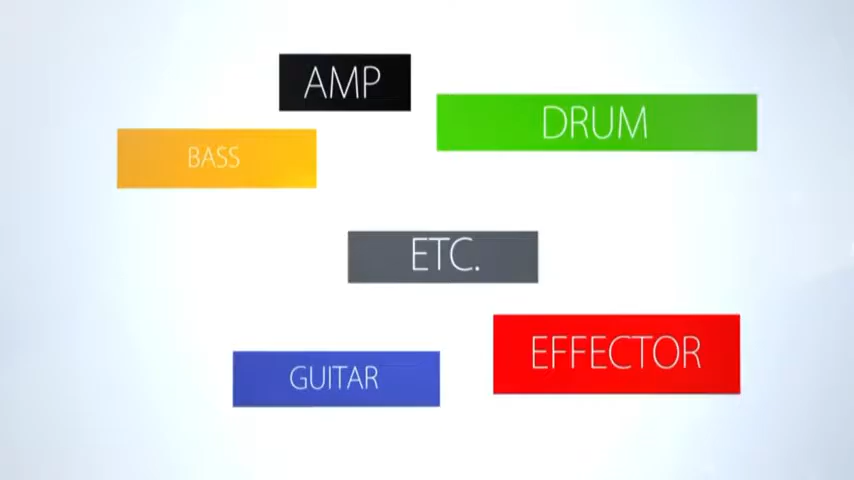 AMP
DRUM
BASS
ETC.
EFFECTOR
GUITAR